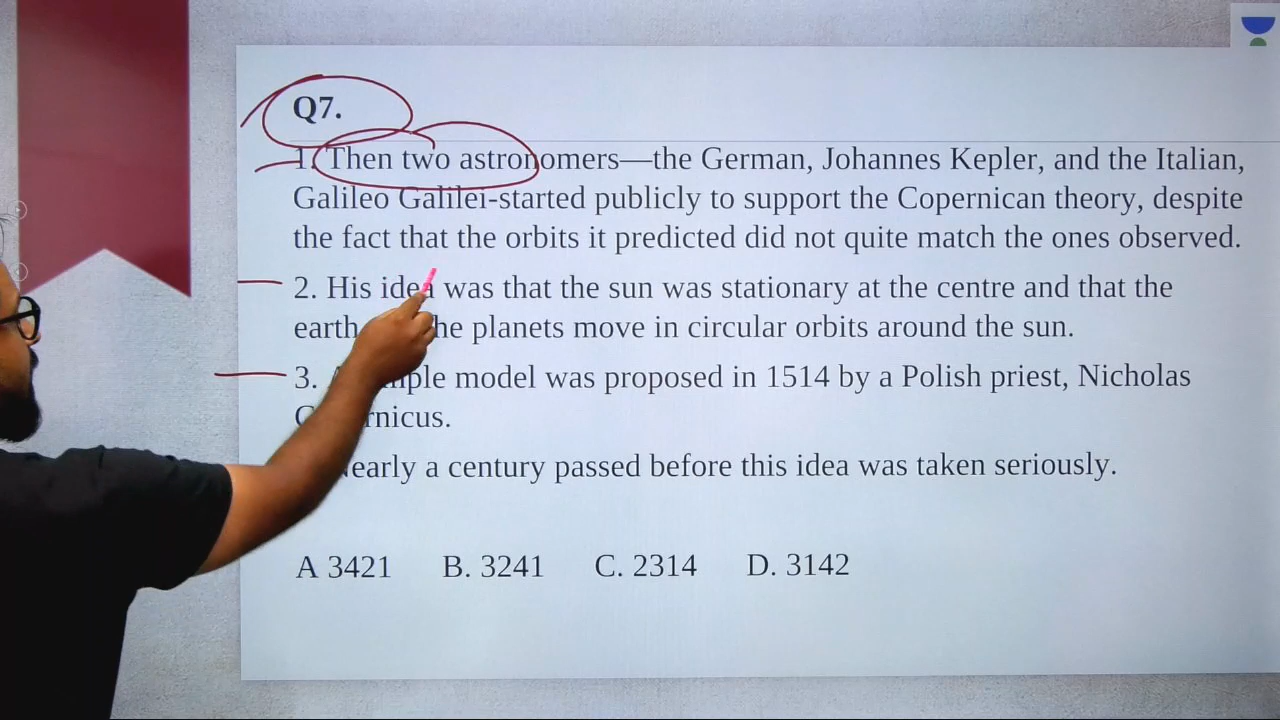 Q7.
1. Then two astronomers—the German, Johannes Kepler, and the Italian,
Galileo Galilei-started publicly to support the Copernican theory, despite
the fact that the orbits it predicted did not quite match the ones observed.
2. His idea was that the sun was stationary at the centre and that the
earth planets move in circular orbits around the sun.
3. model was proposed in 1514 by a Polish priest, Nicholas
Nearly a century passed before this idea was taken seriously.
A 3421 B. 3241 C. 2314 D. 3142